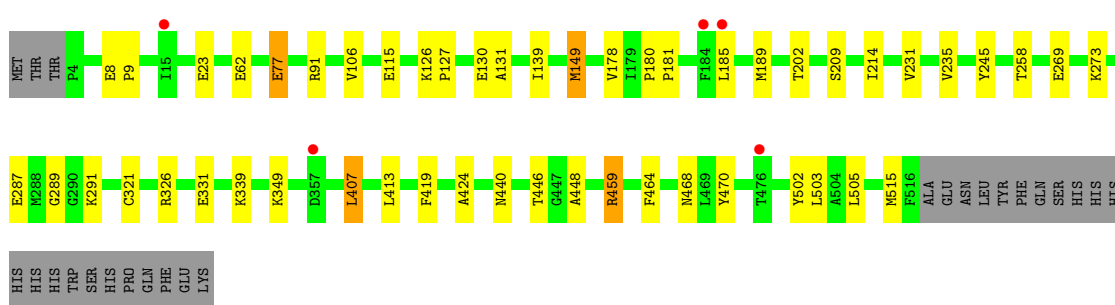 MET THR THR P4 E8 P9 I15 E23 E62 E77 R91 V106 E115 K126 P127 E130 A131 I139 M149 V178 I179 P180 P181 F184 L185 M189 T202 S209 I214 V231 V235 Y245 T258 E269 K273
E287 M288 G289 G290 K291 C321 R326 E331 K339 K349 D357 L407 L413 F419 A424 N440 T446 G447 A448 R459 F464 N468 L469 Y470 T476 Y502 L503 A504 L505 M515 F516 ALA GLU ASN LEU TYR PHE GLN SER HIS HIS HIS
HIS HIS HIS TRP SER HIS PRO GLN PHE GLU LYS